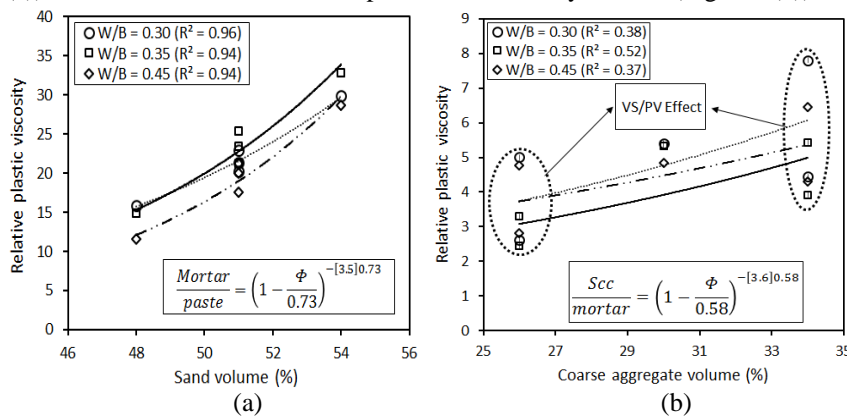 W/B = 0.30 (R² = 0.96)
W/B = 0.35 (R² = 0.94)
W/B = 0.45 (R² = 0.94)
40
35
30
25
20
15
10
5
0
Relative plastic viscosity
Mortar/paste = (1 − Φ/0.73)^−[3.5]0.73
46 48 50 52 54 56
Sand volume (%)
(a)
W/B = 0.30 (R² = 0.38)
W/B = 0.35 (R² = 0.52)
W/B = 0.45 (R² = 0.37)
VS/PV Effect
9
8
7
6
5
4
3
2
1
0
Relative plastic viscosity
Scc/mortar = (1 − Φ/0.58)^−[3.6]0.58
25 27 29 31 33 35
Coarse aggregate volume (%)
(b)